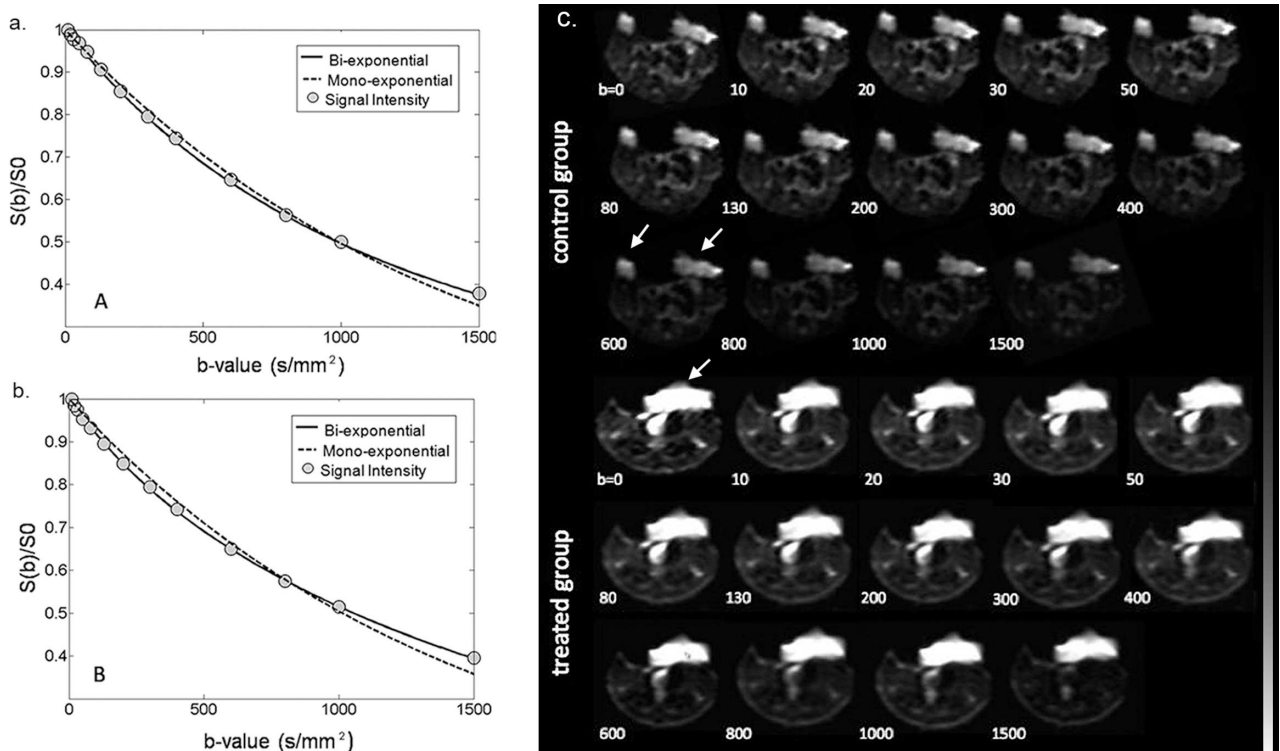 a.
1
0.9
0.8
0.7
0.6
0.5
0.4
S(b)/S0
Bi-exponential
Mono-exponential
Signal Intensity
A
0 500 1000 1500
b-value (s/mm²)
b.
1
0.9
0.8
0.7
0.6
0.5
0.4
0.3
S(b)/S0
Bi-exponential
Mono-exponential
Signal Intensity
B
0 500 1000 1500
b-value (s/mm²)
c.
control group
b=0 10 20 30 50
80 130 200 300 400
600 800 1000 1500
treated group
b=0 10 20 30 50
80 130 200 300 400
600 800 1000 1500